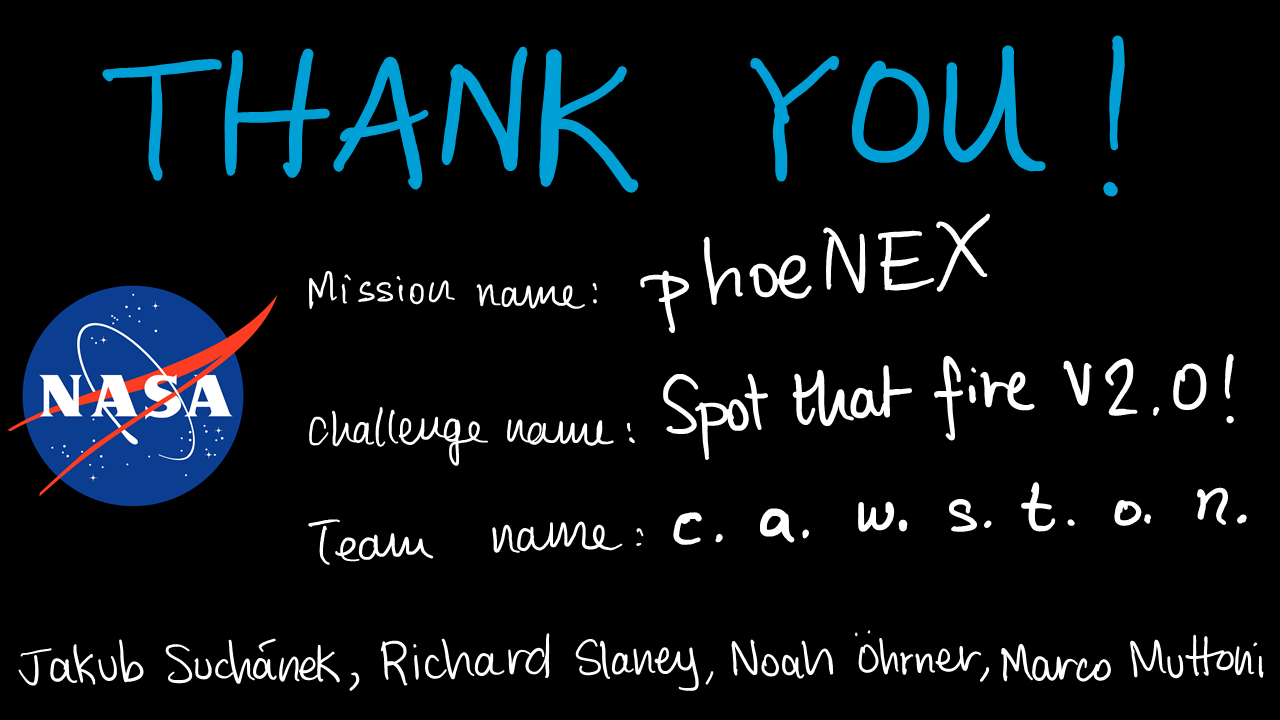 THANK YOU!
Mission name: phoeNEX
NASA
Challenge name: Spot that fire V2.0!
Team name: c. a. w. s. t. o. n.
Jakub Suchánek, Richard Slaney, Noah Öhrner, Marco Muttoni